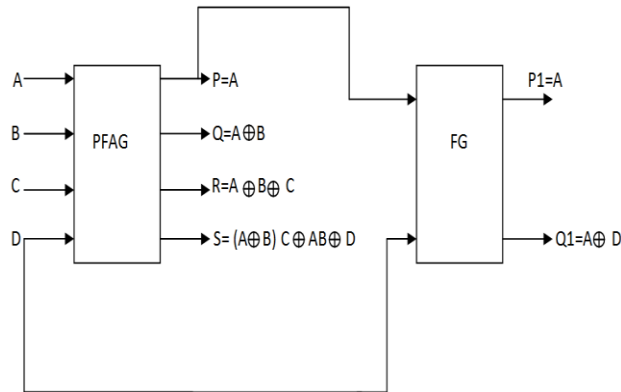 A
B
C
D
PFAG
P=A
Q=A⊕B
R=A ⊕ B ⊕ C
S= (A⊕B) C ⊕ AB ⊕ D
FG
P1=A
Q1=A⊕ D